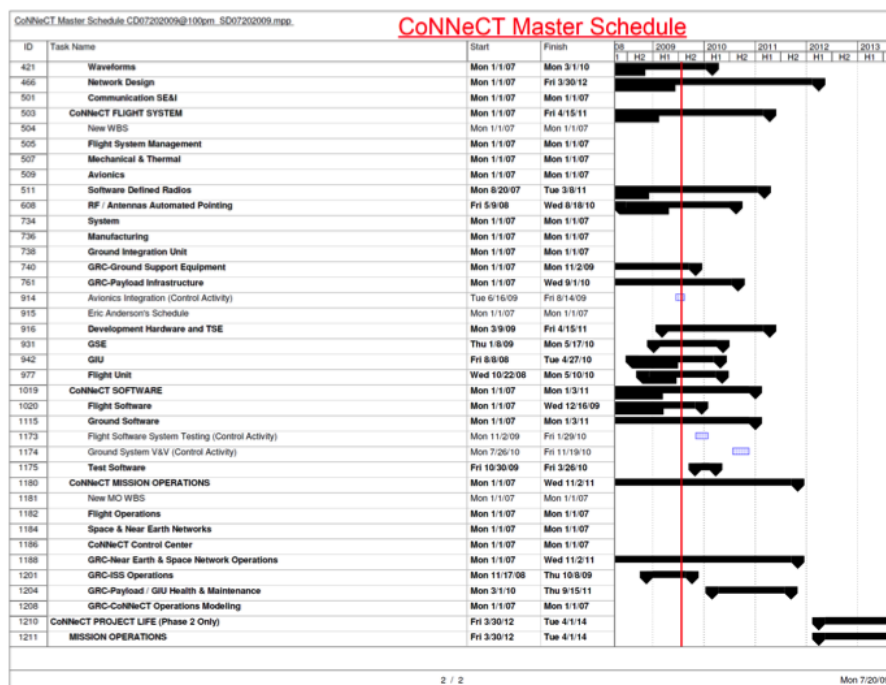 CoNNeCT Master Schedule CD07202009@100pm SD07202009.mpp
CoNNeCT Master Schedule
ID Task Name Start Finish 08 2009 2010 2011 2012 2013
1 H2 H1 H2 H1 H2 H1 H2 H1 H2 H1
421 Waveforms Mon 1/1/07 Mon 3/1/10
466 Network Design Mon 1/1/07 Fri 3/30/12
501 Communication SE&I Mon 1/1/07 Mon 1/1/07
503 CoNNeCT FLIGHT SYSTEM Mon 1/1/07 Fri 4/15/11
504 New WBS Mon 1/1/07 Mon 1/1/07
505 Flight System Management Mon 1/1/07 Mon 1/1/07
507 Mechanical & Thermal Mon 1/1/07 Mon 1/1/07
509 Avionics Mon 1/1/07 Mon 1/1/07
511 Software Defined Radios Mon 8/20/07 Tue 3/8/11
608 RF / Antennas Automated Pointing Fri 5/9/08 Wed 8/18/10
734 System Mon 1/1/07 Mon 1/1/07
736 Manufacturing Mon 1/1/07 Mon 1/1/07
738 Ground Integration Unit Mon 1/1/07 Mon 1/1/07
740 GRC-Ground Support Equipment Mon 1/1/07 Mon 11/2/09
761 GRC-Payload Infrastructure Mon 1/1/07 Wed 9/1/10
914 Avionics Integration (Control Activity) Tue 6/16/09 Fri 8/14/09
915 Eric Anderson's Schedule Mon 1/1/07 Mon 1/1/07
916 Development Hardware and TSE Mon 3/9/09 Fri 4/15/11
931 GSE Thu 1/8/09 Mon 5/17/10
942 GIU Fri 8/8/08 Tue 4/27/10
977 Flight Unit Wed 10/22/08 Mon 5/10/10
1019 CoNNeCT SOFTWARE Mon 1/1/07 Mon 1/3/11
1020 Flight Software Mon 1/1/07 Wed 12/16/09
1115 Ground Software Mon 1/1/07 Mon 1/3/11
1173 Flight Software System Testing (Control Activity) Mon 11/2/09 Fri 1/29/10
1174 Ground System V&V (Control Activity) Mon 7/26/10 Fri 11/19/10
1175 Test Software Fri 10/30/09 Fri 3/26/10
1180 CoNNeCT MISSION OPERATIONS Mon 1/1/07 Wed 11/2/11
1181 New MO WBS Mon 1/1/07 Mon 1/1/07
1182 Flight Operations Mon 1/1/07 Mon 1/1/07
1184 Space & Near Earth Networks Mon 1/1/07 Mon 1/1/07
1186 CoNNeCT Control Center Mon 1/1/07 Mon 1/1/07
1188 GRC-Near Earth & Space Network Operations Mon 1/1/07 Wed 11/2/11
1201 GRC-ISS Operations Mon 11/17/08 Thu 10/8/09
1204 GRC-Payload / GIU Health & Maintenance Mon 3/1/10 Thu 9/15/11
1208 GRC-CoNNeCT Operations Modeling Mon 1/1/07 Mon 1/1/07
1210 CoNNeCT PROJECT LIFE (Phase 2 Only) Fri 3/30/12 Tue 4/1/14
1211 MISSION OPERATIONS Fri 3/30/12 Tue 4/1/14
2 / 2 Mon 7/20/09